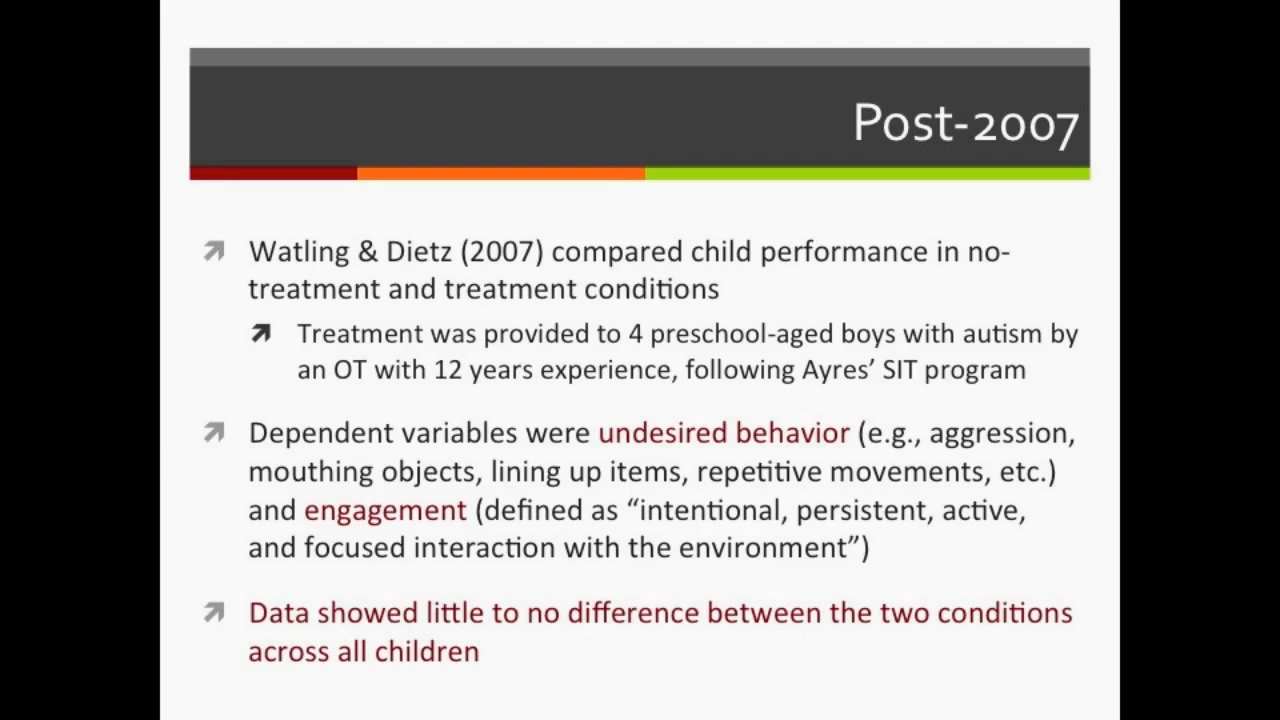 Post-2007
Watling & Dietz (2007) compared child performance in no-
treatment and treatment conditions
Treatment was provided to 4 preschool-aged boys with autism by
an OT with 12 years experience, following Ayres’ SIT program
Dependent variables were undesired behavior (e.g., aggression,
mouthing objects, lining up items, repetitive movements, etc.)
and engagement (defined as “intentional, persistent, active,
and focused interaction with the environment”)
Data showed little to no difference between the two conditions
across all children